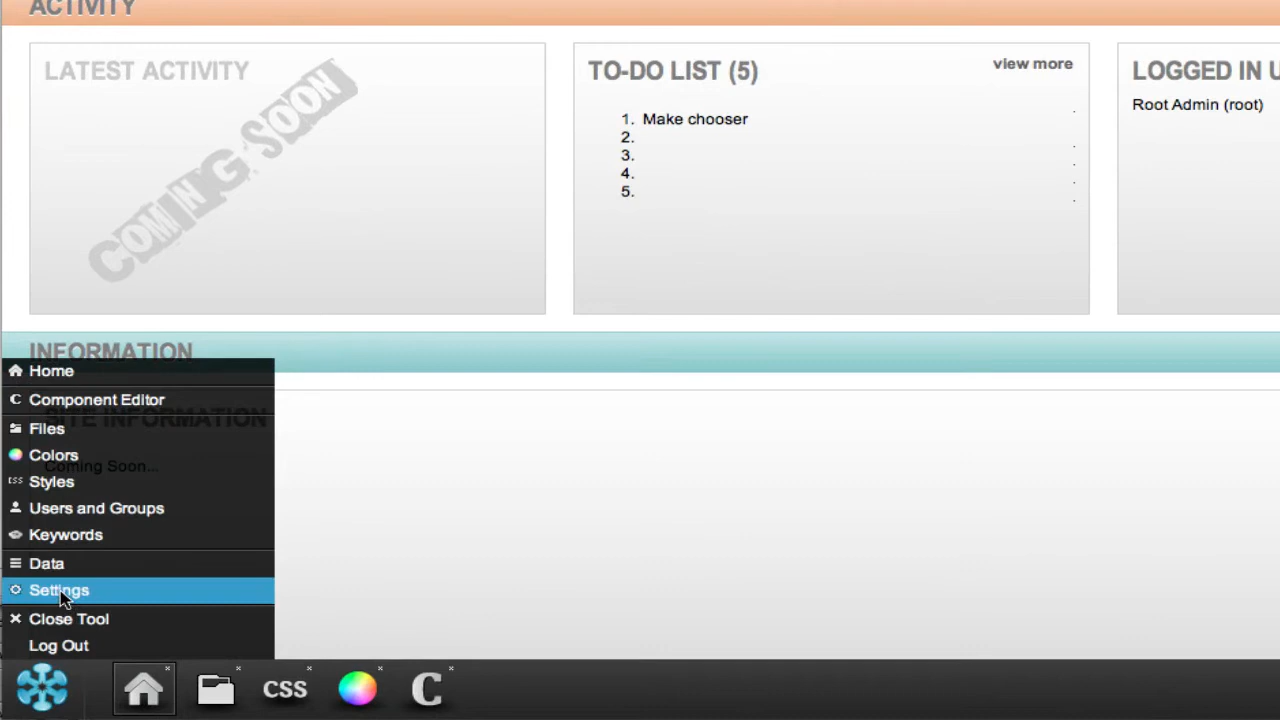 ACTIVITY
LATEST ACTIVITY
COMING SOON
TO-DO LIST (5)
view more
1. Make chooser
2.
3.
4.
5.
LOGGED IN U
Root Admin (root)
INFORMATION
SITE INFORMATION
Coming Soon...
Home
C Component Editor
Files
Colors
CSS Styles
Users and Groups
Keywords
Data
Settings
Close Tool
Log Out
CSS
C